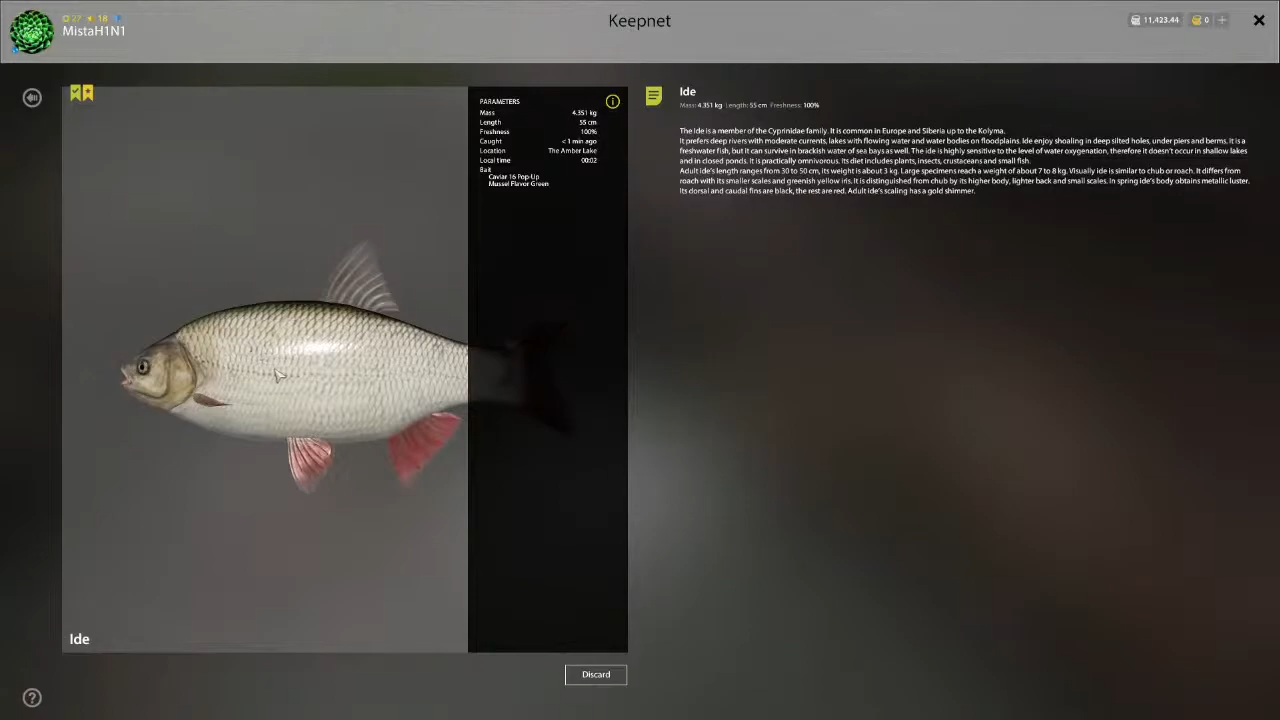 27 18
MistaH1N1
Keepnet
11,423.44 0
PARAMETERS
Mass 4.351 kg
Length 55 cm
Freshness 100%
Caught < 1 min ago
Location The Amber Lake
Local time 00:02
Bait
Caviar 16 Pop-Up
Mussel Flavor Green
Ide
Discard
Ide
Mass: 4.351 kg Length: 55 cm Freshness: 100%
The Ide is a member of the Cyprinidae family. It is common in Europe and Siberia up to the Kolyma.
It prefers deep rivers with moderate currents, lakes with flowing water and water bodies on floodplains. Ide enjoy shoaling in deep silted holes, under piers and berms. It is a
freshwater fish, but it can survive in brackish water of sea bays as well. The ide is highly sensitive to the level of water oxygenation, therefore it doesn't occur in shallow lakes
and in closed ponds. It is practically omnivorous. Its diet includes plants, insects, crustaceans and small fish.
Adult ide's length ranges from 30 to 50 cm, its weight is about 3 kg. Large specimens reach a weight of about 7 to 8 kg. Visually ide is similar to chub or roach. It differs from
roach with its smaller scales and greenish yellow iris. It is distinguished from chub by its higher body, lighter back and small scales. In spring ide's body obtains metallic luster.
Its dorsal and caudal fins are black, the rest are red. Adult ide's scaling has a gold shimmer.